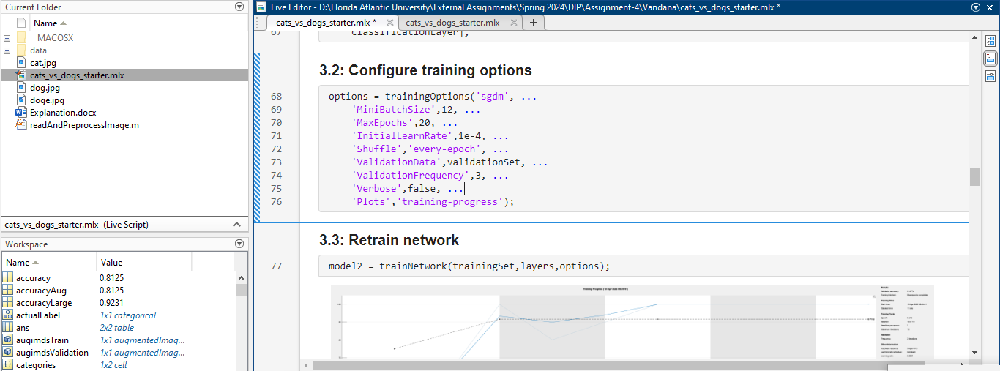 Current Folder
Name
__MACOSX
data
cat.jpg
cats_vs_dogs_starter.mlx
dog.jpg
doge.jpg
Explanation.docx
readAndPreprocessImage.m
cats_vs_dogs_starter.mlx (Live Script)
Workspace
Name Value
accuracy 0.8125
accuracyAug 0.8125
accuracyLarge 0.9231
actualLabel 1x1 categorical
ans 2x2 table
augimdsTrain 1x1 augmentedImag...
augimdsValidation 1x1 augmentedImag...
categories 1x2 cell
Live Editor - D:\Florida Atlantic University\External Assignments\Spring 2024\DIP\Assignment-4\Vandana\cats_vs_dogs_starter.mlx *
cats_vs_dogs_starter.mlx * cats_vs_dogs_starter.mlx
67 classificationLayer];
3.2: Configure training options
68 options = trainingOptions('sgdm', ...
69 'MiniBatchSize',12, ...
70 'MaxEpochs',20, ...
71 'InitialLearnRate',1e-4, ...
72 'Shuffle','every-epoch', ...
73 'ValidationData',validationSet, ...
74 'ValidationFrequency',3, ...
75 'Verbose',false, ...
76 'Plots','training-progress');
3.3: Retrain network
77 model2 = trainNetwork(trainingSet,layers,options);